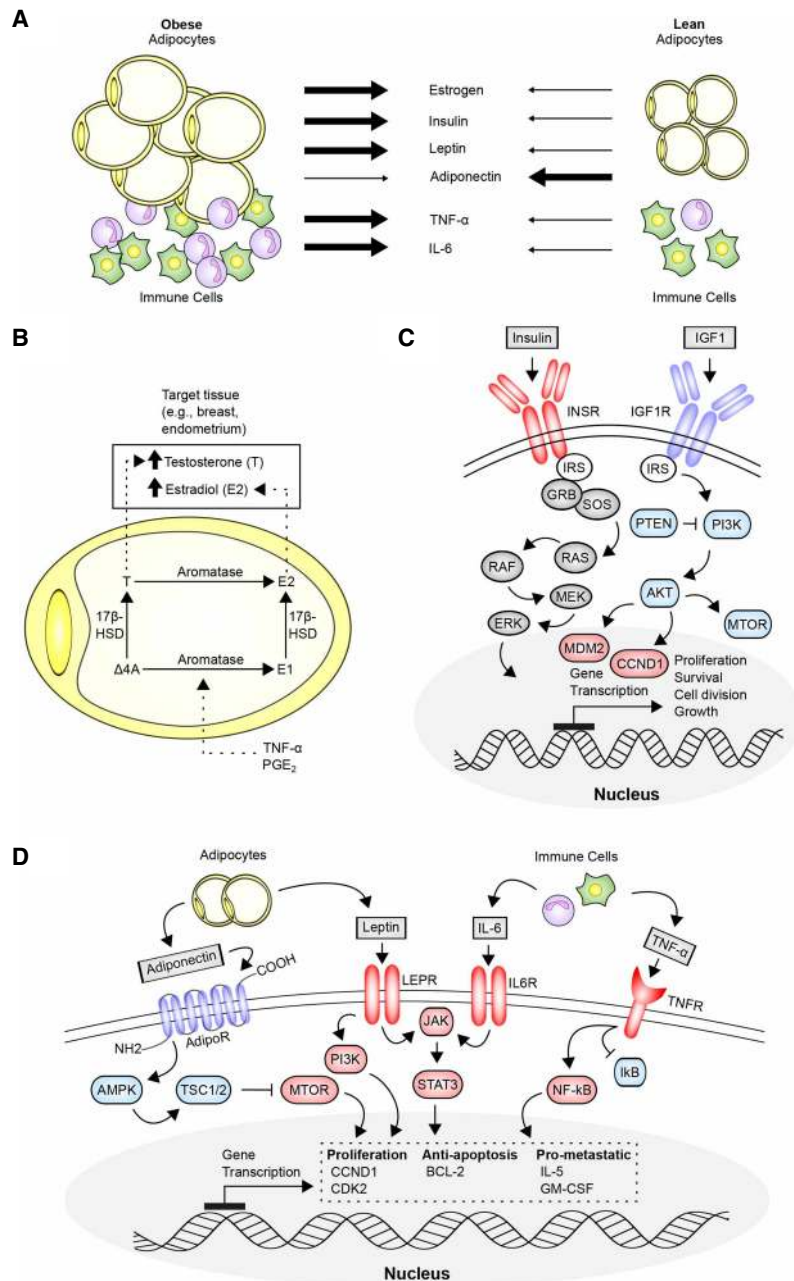 A
Obese
Adipocytes
Lean
Adipocytes
Estrogen
Insulin
Leptin
Adiponectin
TNF-α
IL-6
Immune Cells
Immune Cells
B
Target tissue
(e.g., breast,
endometrium)
Testosterone (T)
Estradiol (E2)
T
Aromatase
E2
17β-
HSD
17β-
HSD
Δ4A
Aromatase
E1
TNF-α
PGE₂
C
Insulin
IGF1
INSR
IGF1R
IRS
IRS
GRB
SOS
PTEN
PI3K
RAF
RAS
MEK
AKT
ERK
MTOR
MDM2
CCND1
Gene
Transcription
Proliferation
Survival
Cell division
Growth
Nucleus
D
Adipocytes
Immune Cells
Adiponectin
Leptin
IL-6
TNF-α
COOH
LEPR
IL6R
TNFR
NH2
AdipoR
JAK
PI3K
IkB
AMPK
TSC1/2
MTOR
STAT3
NF-kB
Gene
Transcription
Proliferation
CCND1
CDK2
Anti-apoptosis
BCL-2
Pro-metastatic
IL-5
GM-CSF
Nucleus